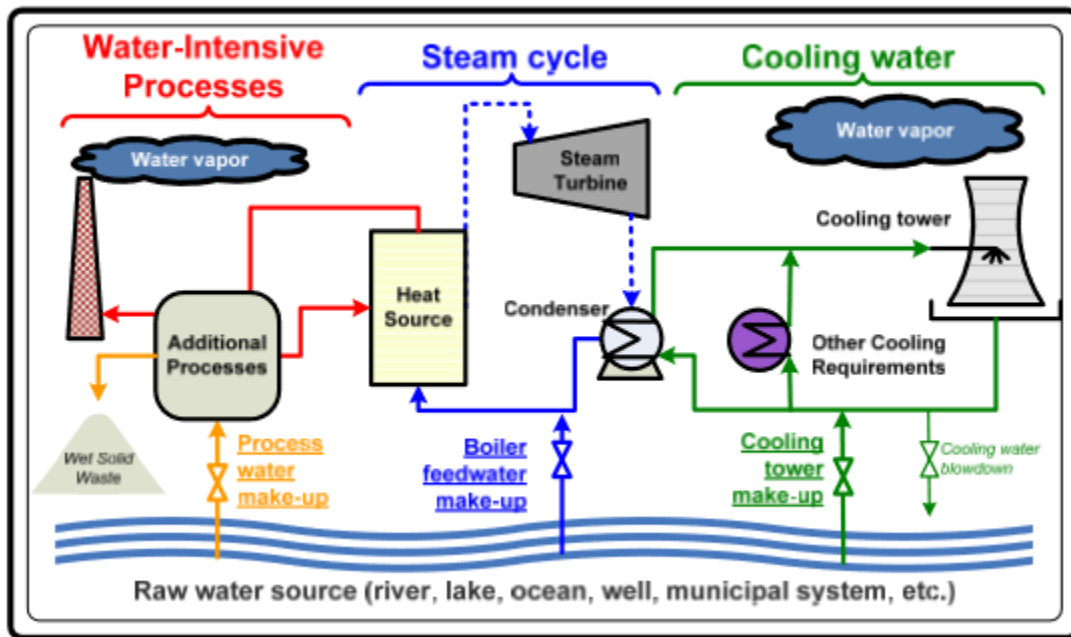 Water-Intensive
Processes
Steam cycle
Cooling water
Water vapor
Water vapor
Steam
Turbine
Cooling tower
Heat
Source
Condenser
Additional
Processes
Other Cooling
Requirements
Wet Solid
Waste
Process
water
make-up
Boiler
feedwater
make-up
Cooling
tower
make-up
Cooling water
blowdown
Raw water source (river, lake, ocean, well, municipal system, etc.)